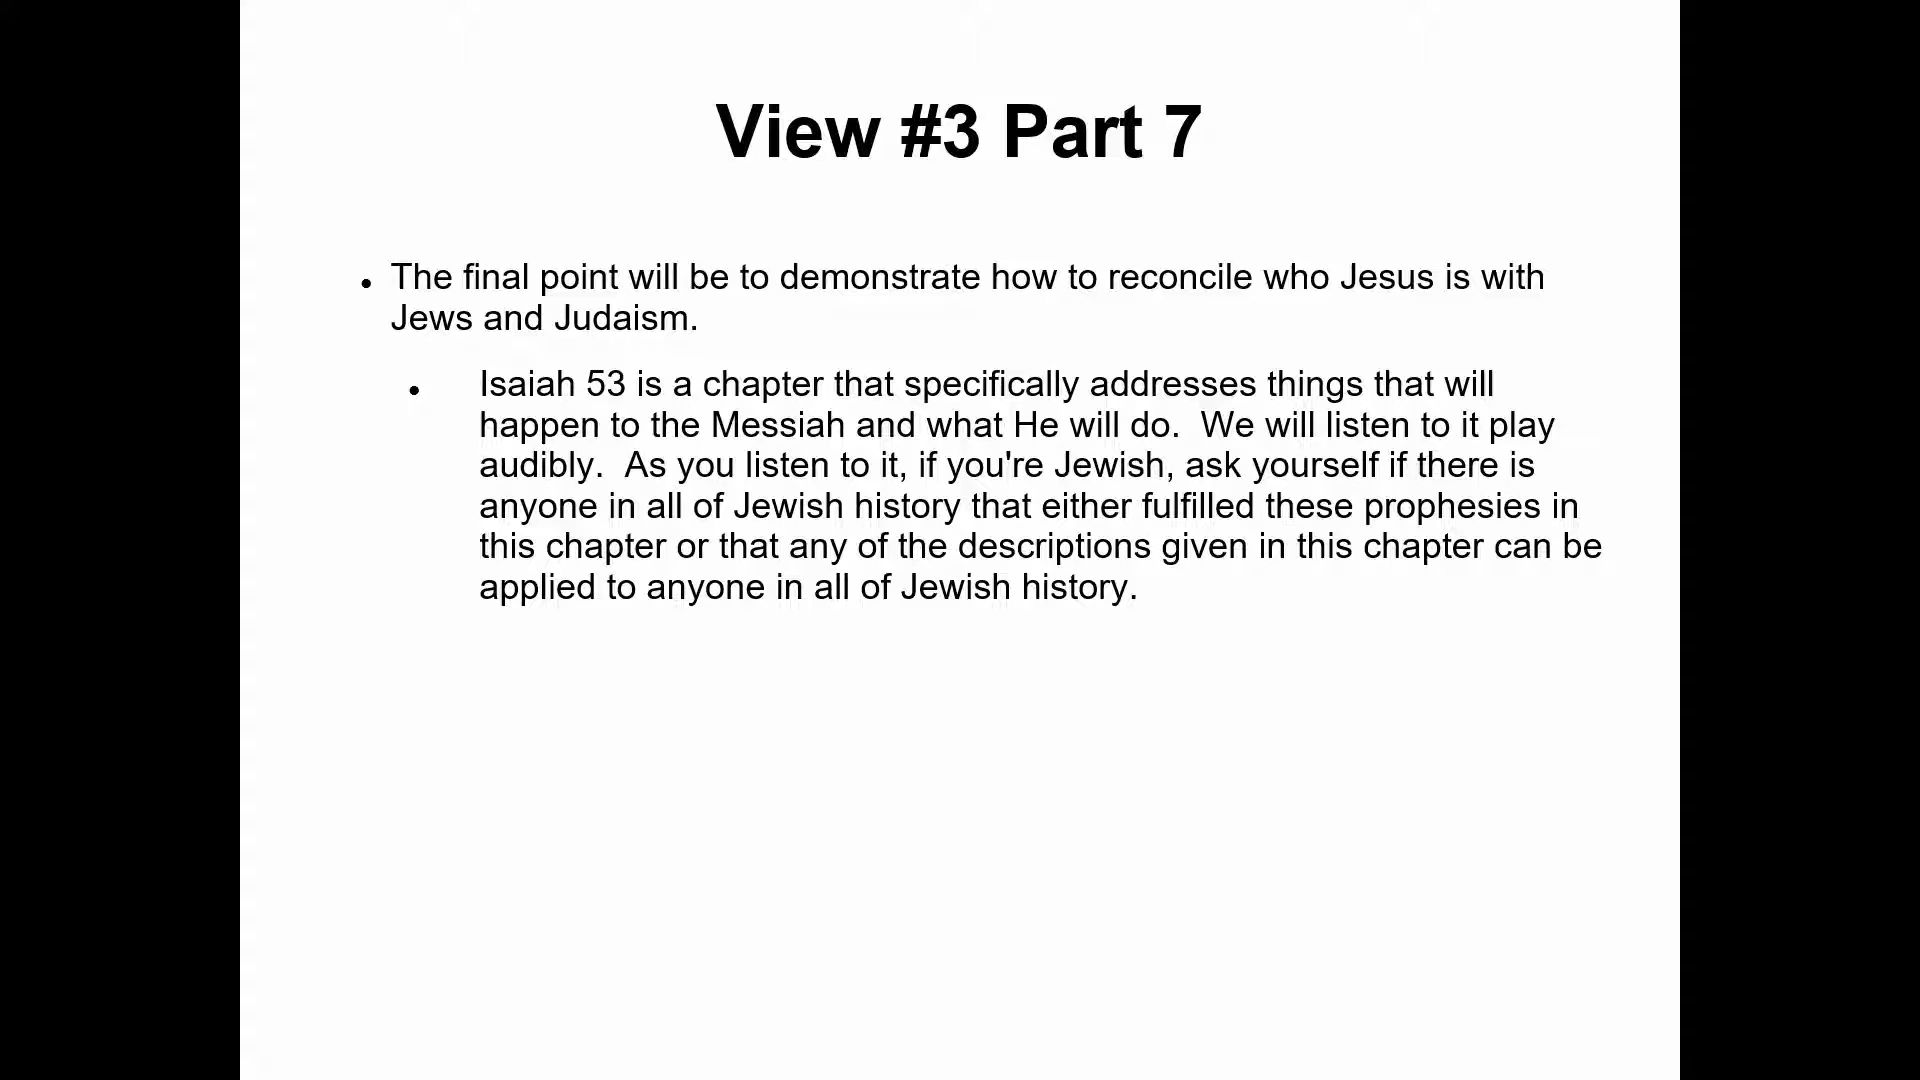 View #3 Part 7
The final point will be to demonstrate how to reconcile who Jesus is with
Jews and Judaism.
Isaiah 53 is a chapter that specifically addresses things that will
happen to the Messiah and what He will do.  We will listen to it play
audibly.  As you listen to it, if you're Jewish, ask yourself if there is
anyone in all of Jewish history that either fulfilled these prophesies in
this chapter or that any of the descriptions given in this chapter can be
applied to anyone in all of Jewish history.